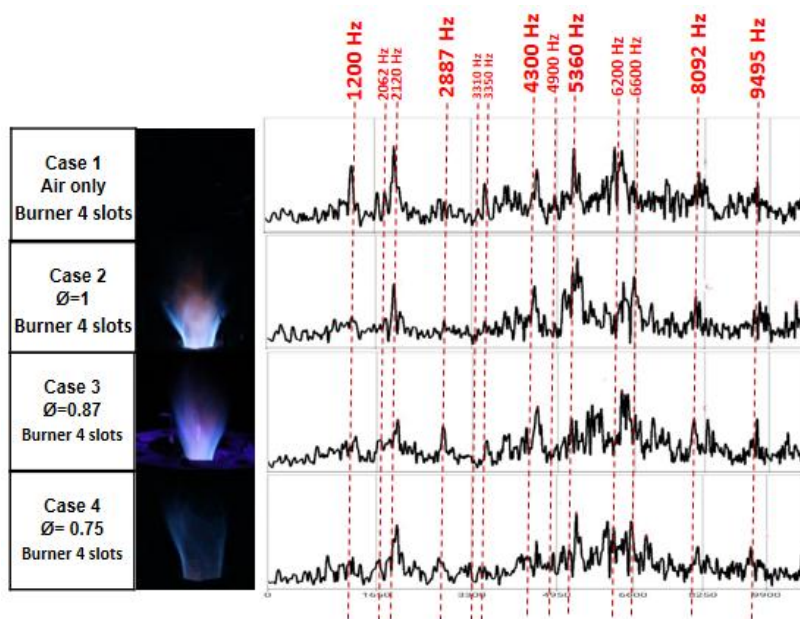 1200 Hz
2062 Hz
2120 Hz
2887 Hz
3310 Hz
3350 Hz
4300 Hz
4900 Hz
5360 Hz
6200 Hz
6600 Hz
8092 Hz
9495 Hz
Case 1
Air only
Burner 4 slots
Case 2
Ø=1
Burner 4 slots
Case 3
Ø=0.87
Burner 4 slots
Case 4
Ø= 0.75
Burner 4 slots
0 1650 3300 4950 6600 8250 9900